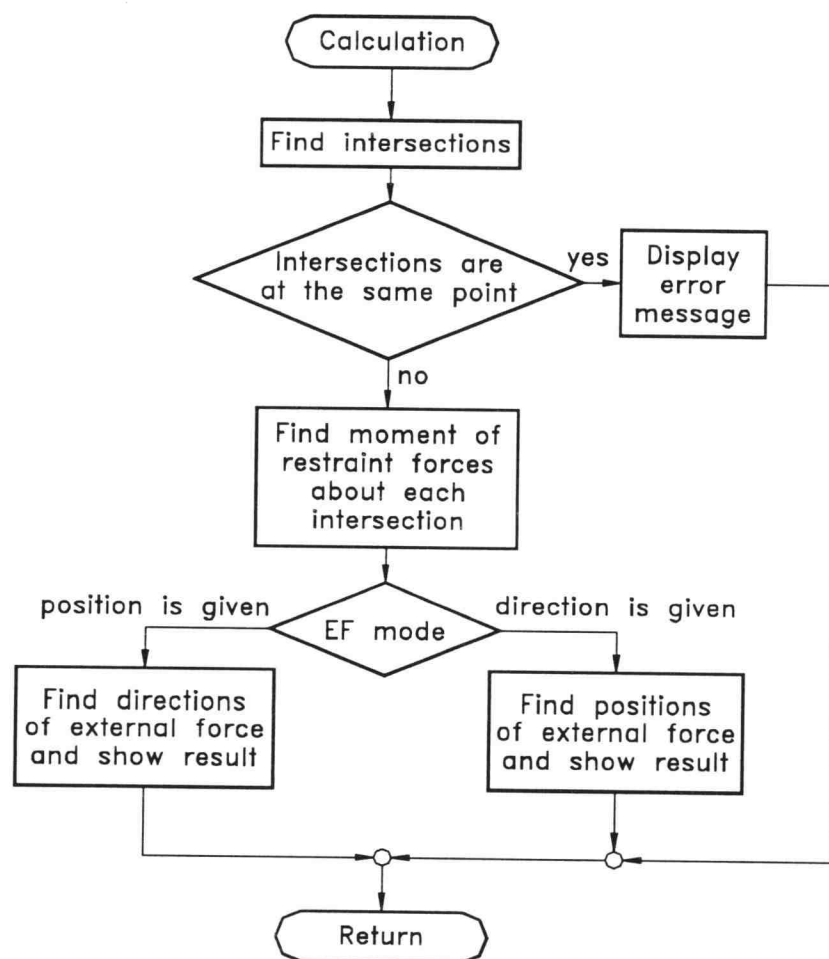 Calculation
Find intersections
Intersections are
at the same point
yes
Display
error
message
no
Find moment of
restraint forces
about each
intersection
position is given
EF mode
direction is given
Find directions
of external force
and show result
Find positions
of external force
and show result
Return